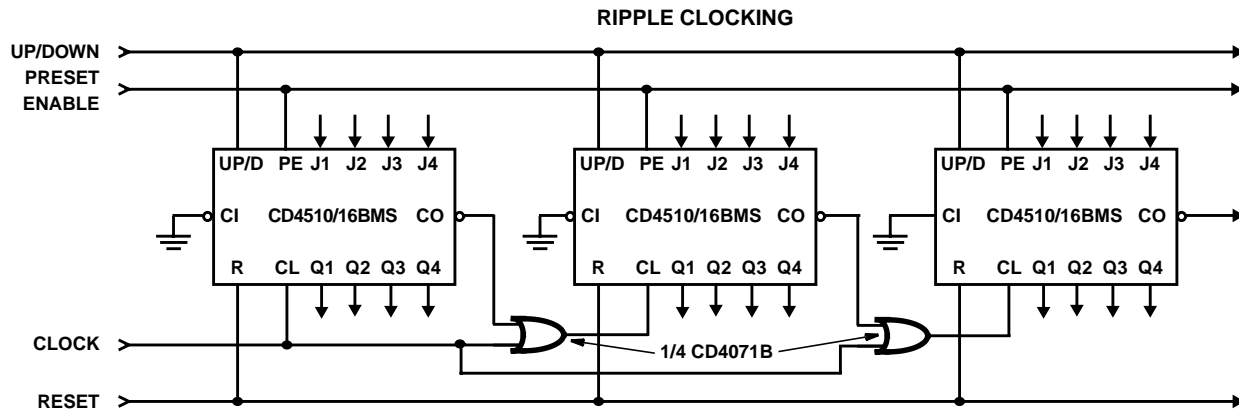 RIPPLE CLOCKING
UP/DOWN
PRESET
ENABLE
UP/D PE J1 J2 J3 J4
UP/D PE J1 J2 J3 J4
UP/D PE J1 J2 J3 J4
CI CD4510/16BMS CO
CI CD4510/16BMS CO
CI CD4510/16BMS CO
R CL Q1 Q2 Q3 Q4
R CL Q1 Q2 Q3 Q4
R CL Q1 Q2 Q3 Q4
CLOCK
1/4 CD4071B
RESET